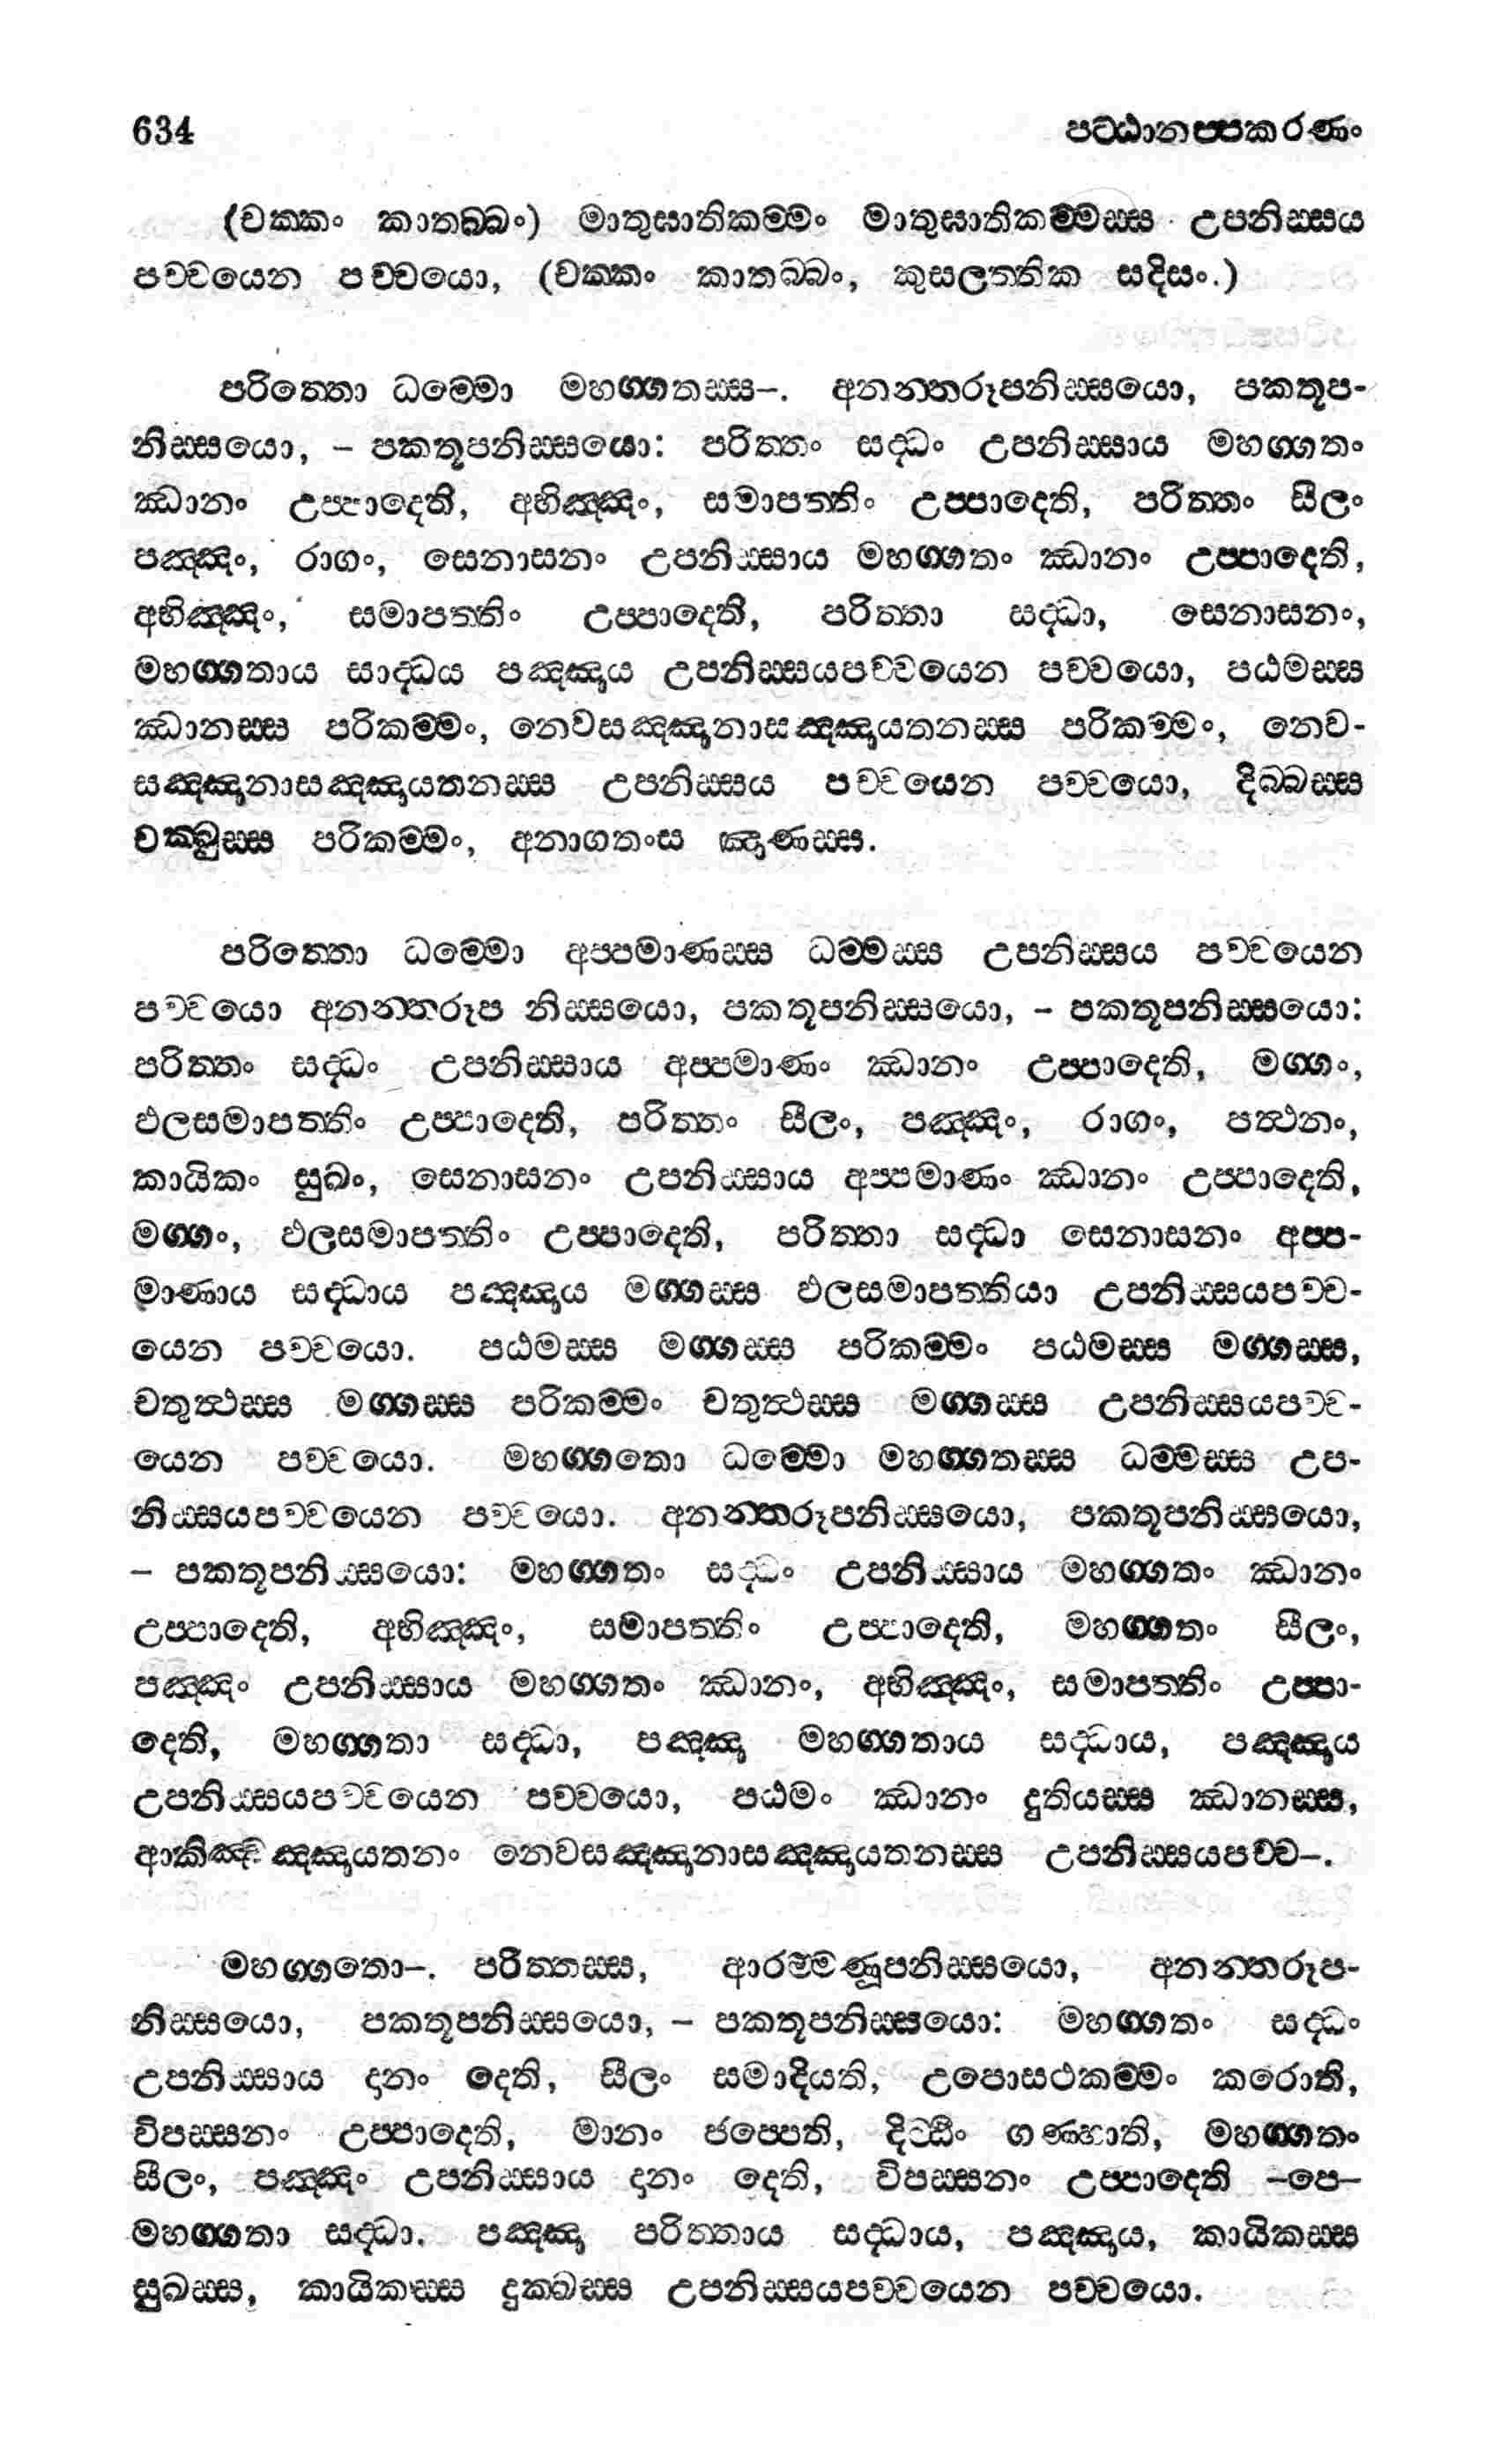 634 පට්ඨානප්පකරණං
(චක්කං කාතබ්බං) මාතුඝාතිකම්මං මාතුඝාතිකම්මස්ස උපනිස්සය
පච්චයෙන පච්චයො, (චක්කං කාතබ්බං, කුසලත්තික සදිසං.)
පරිත්තො ධම්මො මහග්ගතස්ස–. අනන්තරූපනිස්සයො, පකතූප-
නිස්සයො, – පකතූපනිස්සයො: පරිත්තං සද්ධං උපනිස්සාය මහග්ගතං
ඣානං උප්පාදෙති, අභිඤ්ඤං, සමාපත්තිං උප්පාදෙති, පරිත්තං සීලං
පඤ්ඤං, රාගං, සෙනාසනං උපනිස්සාය මහග්ගතං ඣානං උප්පාදෙති,
අභිඤ්ඤං, සමාපත්තිං උප්පාදෙති, පරිත්තා සද්ධා, සෙනාසනං,
මහග්ගතාය සාද්ධය පඤ්ඤාය උපනිස්සයපච්චයෙන පච්චයො, පඨමස්ස
ඣානස්ස පරිකම්මං, නෙවසඤ්ඤානාසඤ්ඤායතනස්ස පරිකම්මං, නෙව-
සඤ්ඤානාසඤ්ඤායතනස්ස උපනිස්සය පච්චයෙන පච්චයො, දිබ්බස්ස
චක්ඛුස්ස පරිකම්මං, අනාගතංස ඤාණස්ස.
පරිත්තො ධම්මො අප්පමාණස්ස ධම්මස්ස උපනිස්සය පච්චයෙන
පච්චයො අනන්තරූප නිස්සයො, පකතූපනිස්සයො, – පකතූපනිස්සයො:
පරිත්තං සද්ධං උපනිස්සාය අප්පමාණං ඣානං උප්පාදෙති, මග්ගං,
ඵලසමාපත්තිං උප්පාදෙති, පරිත්තං සීලං, පඤ්ඤං, රාගං, පත්ථනං,
කායිකං සුඛං, සෙනාසනං උපනිස්සාය අප්පමාණං ඣානං උප්පාදෙති,
මග්ගං, ඵලසමාපත්තිං උප්පාදෙති, පරිත්තා සද්ධා සෙනාසනං අප්ප-
මාණාය සද්ධාය පඤ්ඤාය මග්ගස්ස ඵලසමාපත්තියා උපනිස්සයපච්ච-
යෙන පච්චයො. පඨමස්ස මග්ගස්ස පරිකම්මං පඨමස්ස මග්ගස්ස,
චතුත්ථස්ස මග්ගස්ස පරිකම්මං චතුත්ථස්ස මග්ගස්ස උපනිස්සයපච්ච-
යෙන පච්චයො. මහග්ගතො ධම්මො මහග්ගතස්ස ධම්මස්ස උප-
නිස්සයපච්චයෙන පච්චයො. අනන්තරූපනිස්සයො, පකතූපනිස්සයො,
– පකතූපනිස්සයො: මහග්ගතං සද්ධං උපනිස්සාය මහග්ගතං ඣානං
උප්පාදෙති, අභිඤ්ඤං, සමාපත්තිං උප්පාදෙති, මහග්ගතං සීලං,
පඤ්ඤං උපනිස්සාය මහග්ගතං ඣානං, අභිඤ්ඤං, සමාපත්තිං උප්පා-
දෙති, මහග්ගතා සද්ධා, පඤ්ඤා මහග්ගතාය සද්ධාය, පඤ්ඤාය
උපනිස්සයපච්චයෙන පච්චයො, පඨමං ඣානං දුතියස්ස ඣානස්ස,
ආකිඤ්චඤ්ඤායතනං නෙවසඤ්ඤානාසඤ්ඤායතනස්ස උපනිස්සයපච්ච–.
මහග්ගතො–. පරිත්තස්ස, ආරම්මණූපනිස්සයො, අනන්තරූප-
නිස්සයො, පකතූපනිස්සයො, – පකතූපනිස්සයො: මහග්ගතං සද්ධං
උපනිස්සාය දානං දෙති, සීලං සමාදියති, උපොසථකම්මං කරොති,
විපස්සනං උප්පාදෙති, මානං ජප්පෙති, දිට්ඨිං ගණ්හාති, මහග්ගතං
සීලං, පඤ්ඤං උපනිස්සාය දානං දෙති, විපස්සනං උප්පාදෙති –පෙ–
මහග්ගතා සද්ධා. පඤ්ඤා පරිත්තාය සද්ධාය, පඤ්ඤාය, කායිකස්ස
සුඛස්ස, කායිකස්ස දුක්ඛස්ස උපනිස්සයපච්චයෙන පච්චයො.